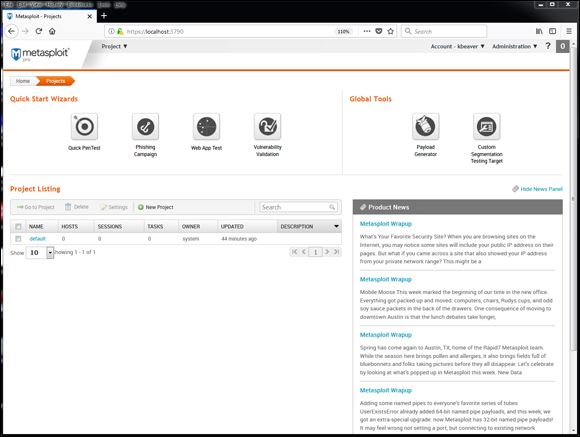 File Edit View History Bookmarks Tools Help
Metasploit - Projects
https://localhost:3790
110%
Search
metasploit
pro
Project
Account - kbeaver
Administration
?
0
Home
Projects
Quick Start Wizards
Global Tools
Quick PenTest
Phishing
Campaign
Web App Test
Vulnerability
Validation
Payload
Generator
Custom
Segmentation
Testing Target
Project Listing
Hide News Panel
Go to Project
Delete
Settings
New Project
Search
NAME HOSTS SESSIONS TASKS OWNER UPDATED DESCRIPTION
default 0 0 0 system 44 minutes ago
Show 10 howing 1 - 1 of 1
1
Product News
Metasploit Wrapup
What's Your Favorite Security Site? When you are browsing sites on the
Internet, you may notice some sites will include your public IP address on their
pages. But what if you came across a site that also showed your IP address
from your private network range? This might be a
Metasploit Wrapup
Mobile Moose This week marked the beginning of our time in the new office.
Everything got packed up and moved: computers, chairs, Rudys cups, and odd
soy sauce packets in the back of the drawers. One consequence of moving to
downtown Austin is that the lunch debates take longer,
Metasploit Wrapup
Spring has come again to Austin, TX, home of the Rapid7 Metasploit team.
While the season here brings pollen and allergies, it also brings fields full of
bluebonnets and folks taking pictures before they all disappear. Let's celebrate
by looking at what's popped up in Metasploit this week. New Data
Metasploit Wrapup
Adding some named pipes to everyone's favorite series of tubes
UserExistsError already added 64-bit named pipe payloads, and this week, we
got an extra-special upgrade: now Metasploit has 32-bit named pipe payloads!
It may feel wrong not setting a port, but connecting to existing network